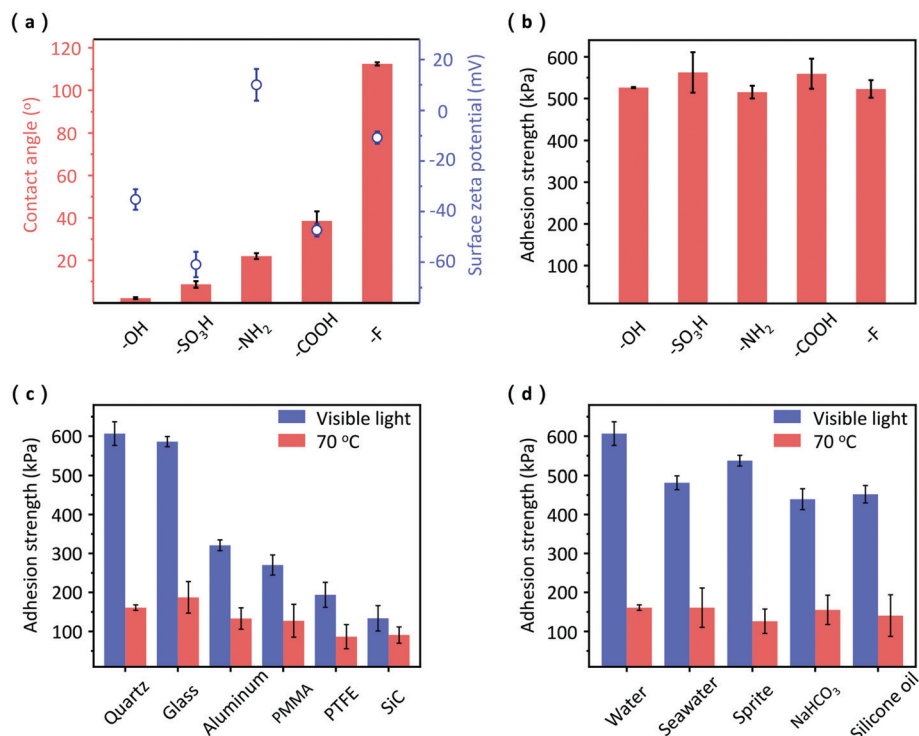 ( a )
120
100
80
60
40
20
Contact angle (°)
20
0
-20
-40
-60
Surface zeta potential (mV)
-OH
-SO₃H
-NH₂
-COOH
-F
( b )
600
500
400
300
200
100
Adhesion strength (kPa)
-OH
-SO₃H
-NH₂
-COOH
-F
( c )
Visible light
70 °C
600
500
400
300
200
100
Adhesion strength (kPa)
Quartz
Glass
Aluminum
PMMA
PTFE
SiC
( d )
Visible light
70 °C
600
500
400
300
200
100
Adhesion strength (kPa)
Water
Seawater
Sprite
NaHCO₃
Silicone oil